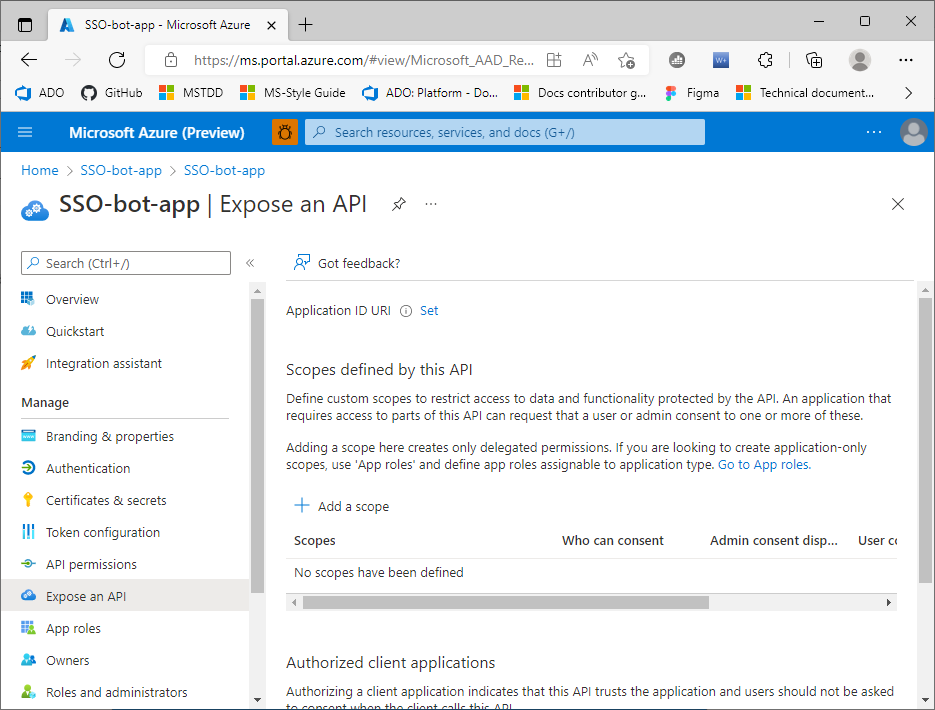 SSO-bot-app - Microsoft Azure
https://ms.portal.azure.com/#view/Microsoft_AAD_Re...
ADO
GitHub
MSTDD
MS-Style Guide
ADO: Platform - Do...
Docs contributor g...
Figma
Technical document...
Microsoft Azure (Preview)
Search resources, services, and docs (G+/)
Home > SSO-bot-app > SSO-bot-app
SSO-bot-app | Expose an API
Search (Ctrl+/)
Overview
Quickstart
Integration assistant
Manage
Branding & properties
Authentication
Certificates & secrets
Token configuration
API permissions
Expose an API
App roles
Owners
Roles and administrators
Got feedback?
Application ID URI Set
Scopes defined by this API
Define custom scopes to restrict access to data and functionality protected by the API. An application that
requires access to parts of this API can request that a user or admin consent to one or more of these.
Adding a scope here creates only delegated permissions. If you are looking to create application-only
scopes, use 'App roles' and define app roles assignable to application type. Go to App roles.
Add a scope
Scopes Who can consent Admin consent disp... User co
No scopes have been defined
Authorized client applications
Authorizing a client application indicates that this API trusts the application and users should not be asked
to consent when the client calls this API.